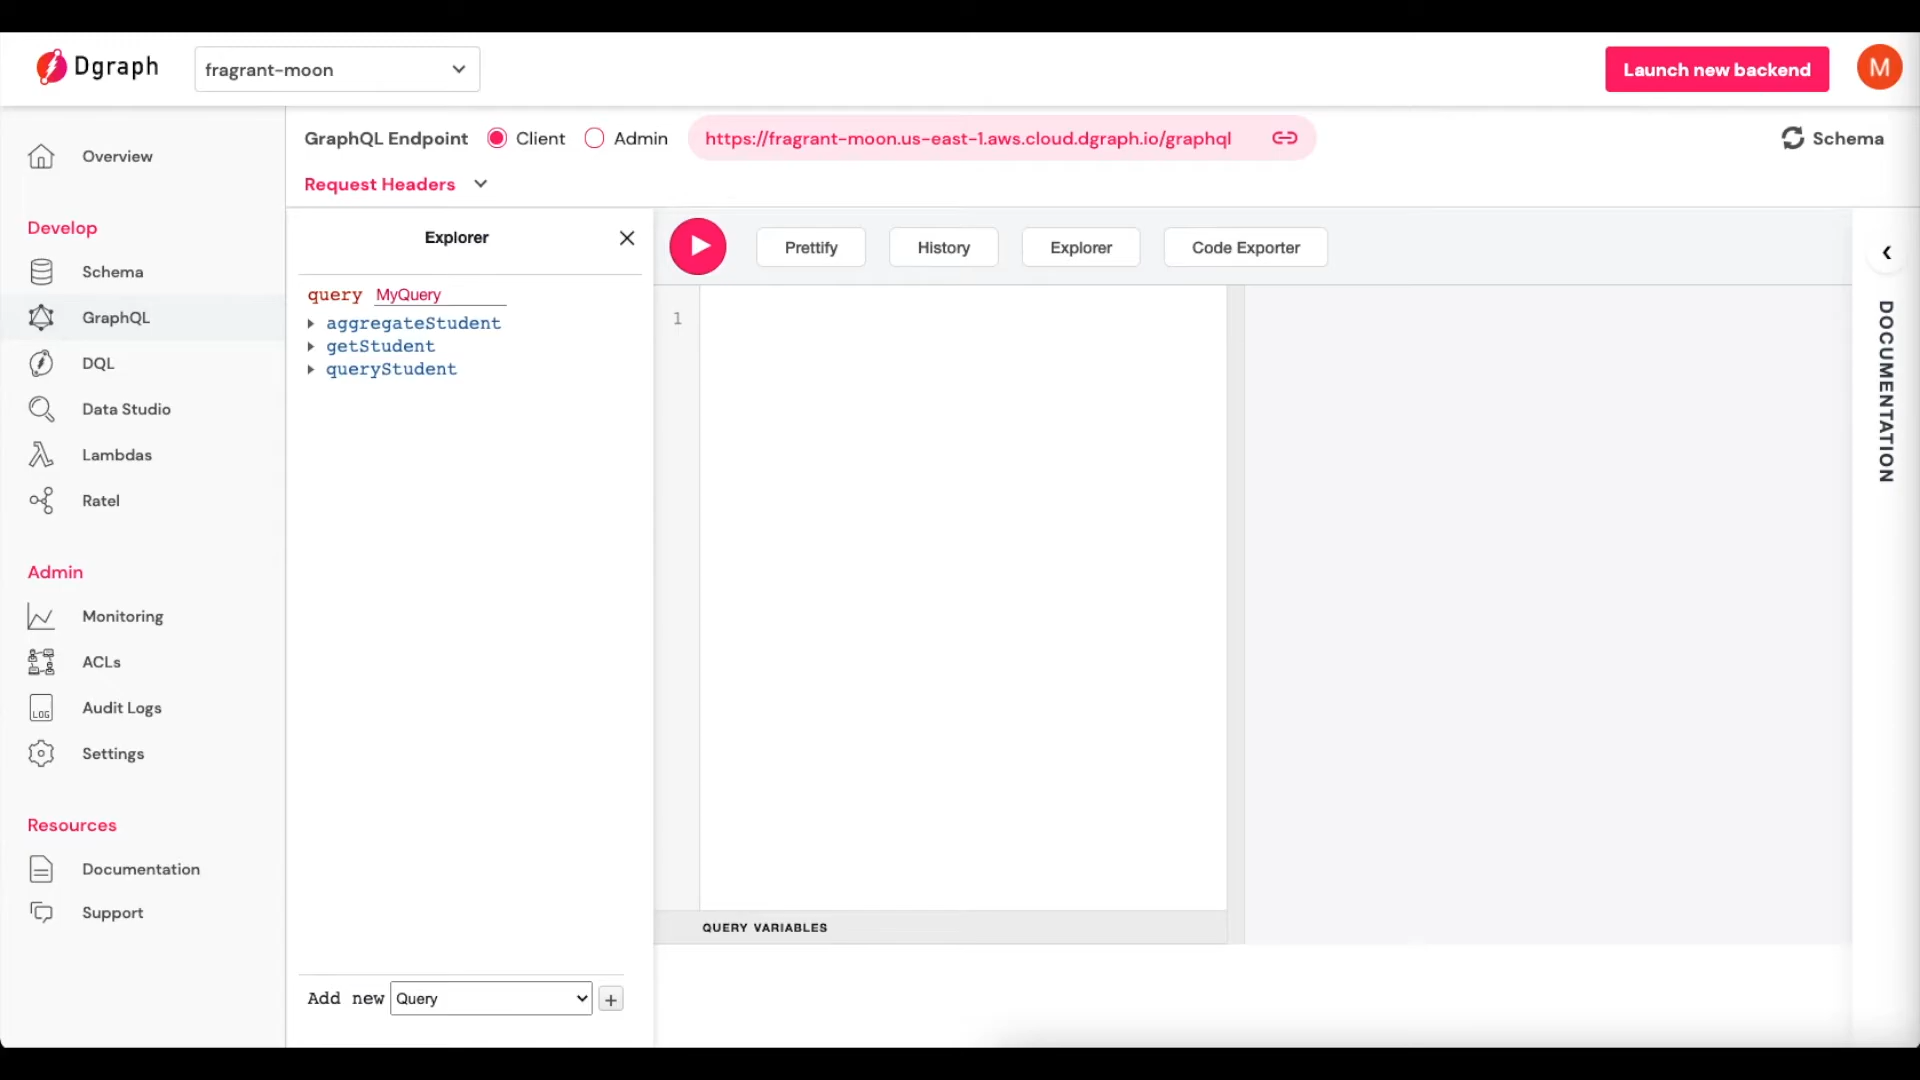 Dgraph
fragrant-moon
Launch new backend
M
Overview
Develop
Schema
GraphQL
DQL
Data Studio
Lambdas
Ratel
Admin
Monitoring
ACLs
LOG
Audit Logs
Settings
Resources
Documentation
Support
GraphQL Endpoint Client Admin https://fragrant-moon.us-east-1.aws.cloud.dgraph.io/graphql
Schema
Request Headers
Explorer
query MyQuery
aggregateStudent
getStudent
queryStudent
Add new Query +
Prettify History Explorer Code Exporter
1
QUERY VARIABLES
DOCUMENTATION